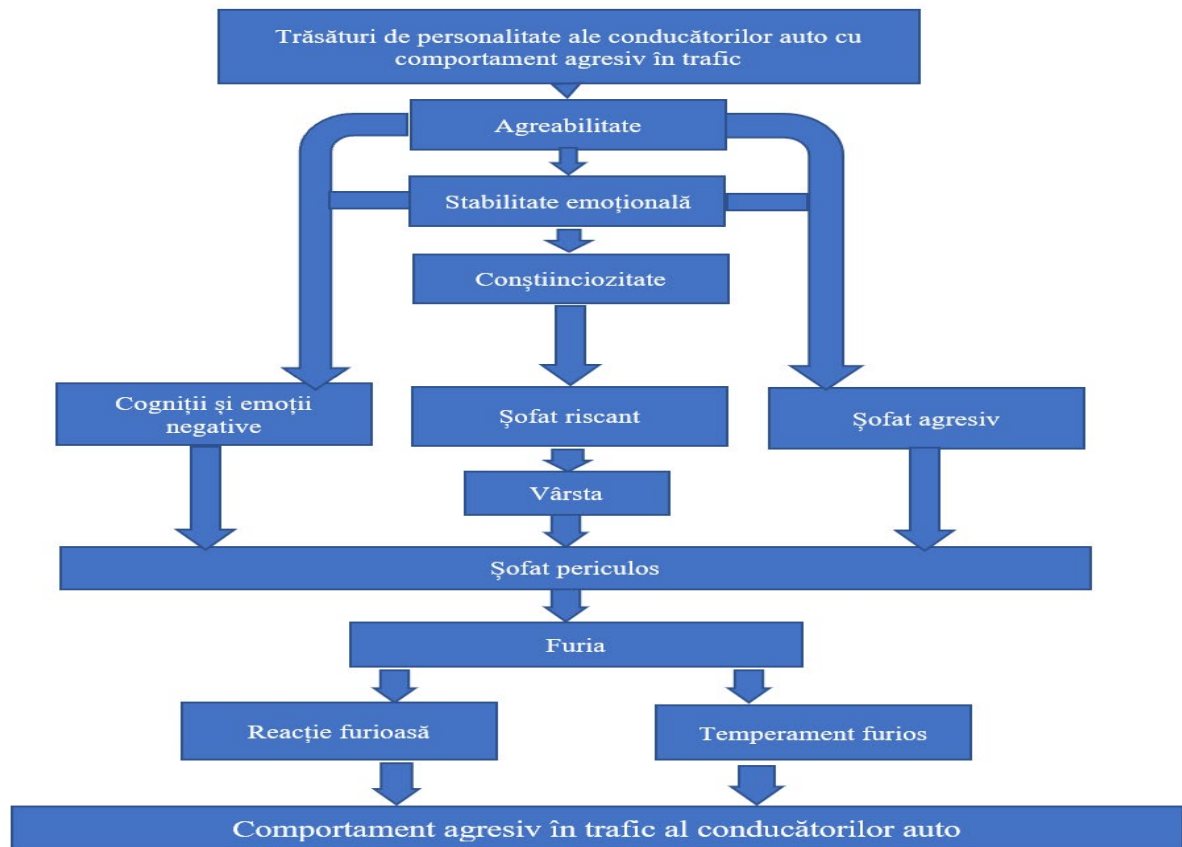 Trăsături de personalitate ale conducătorilor auto cu
comportament agresiv în trafic
Agreabilitate
Stabilitate emoțională
Conștiinciozitate
Cogniții și emoții
negative
Șofat riscant
Șofat agresiv
Vârsta
Șofat periculos
Furia
Reacție furioasă
Temperament furios
Comportament agresiv în trafic al conducătorilor auto